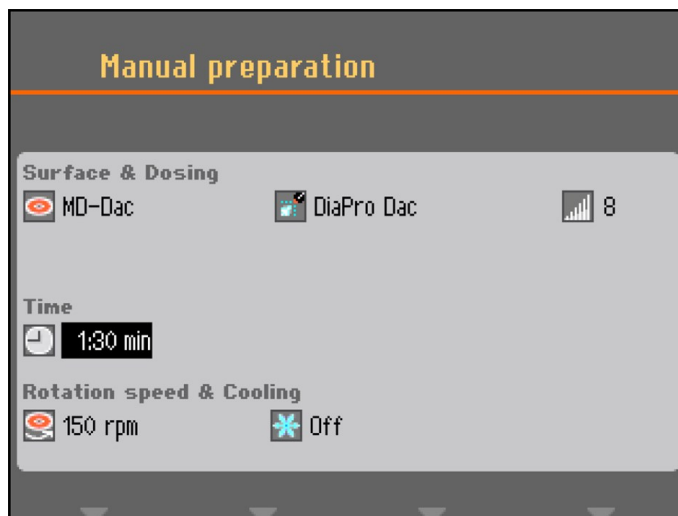 Manual preparation
Surface & Dosing
MD-Dac DiaPro Dac 8
Time
1:30 min
Rotation speed & Cooling
150 rpm Off